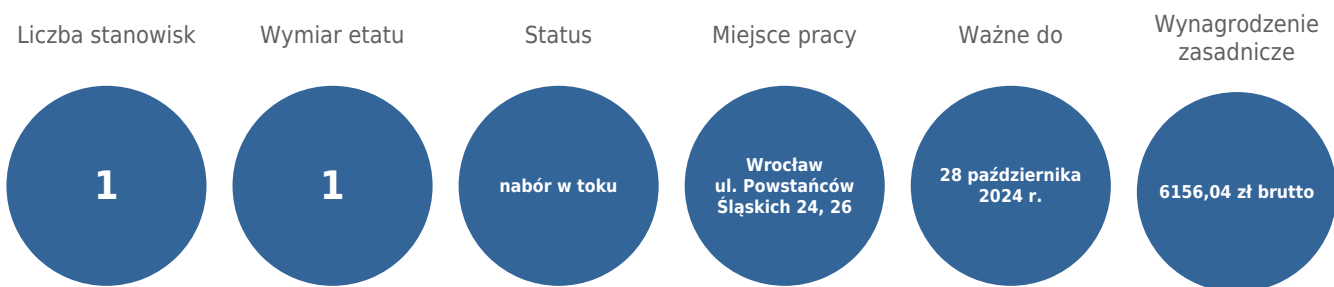 Liczba stanowisk
1
Wymiar etatu
1
Status
nabór w toku
Miejsce pracy
Wrocław
ul. Powstańców
Śląskich 24, 26
Ważne do
28 października
2024 r.
Wynagrodzenie
zasadnicze
6156,04 zł brutto